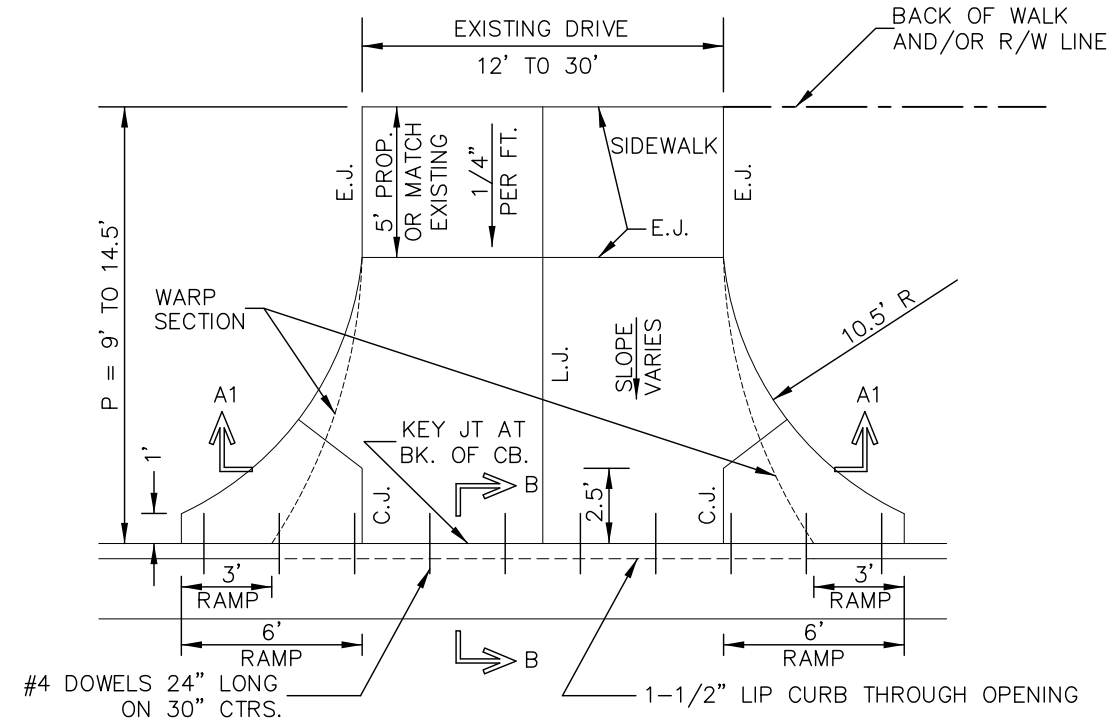 BACK OF WALK
AND/OR R/W LINE
EXISTING DRIVE
12' TO 30'
P = 9' TO 14.5'
E.J.
5' PROP.
OR MATCH
EXISTING
1/4"
PER FT.
SIDEWALK
E.J.
E.J.
WARP
SECTION
10.5' R
SLOPE
VARIES
L.J.
A1
A1
KEY JT AT
BK. OF CB.
1'
B
C.J.
2.5'
C.J.
3'
RAMP
3'
RAMP
6'
RAMP
B
6'
RAMP
#4 DOWELS 24" LONG
ON 30" CTRS.
1-1/2" LIP CURB THROUGH OPENING